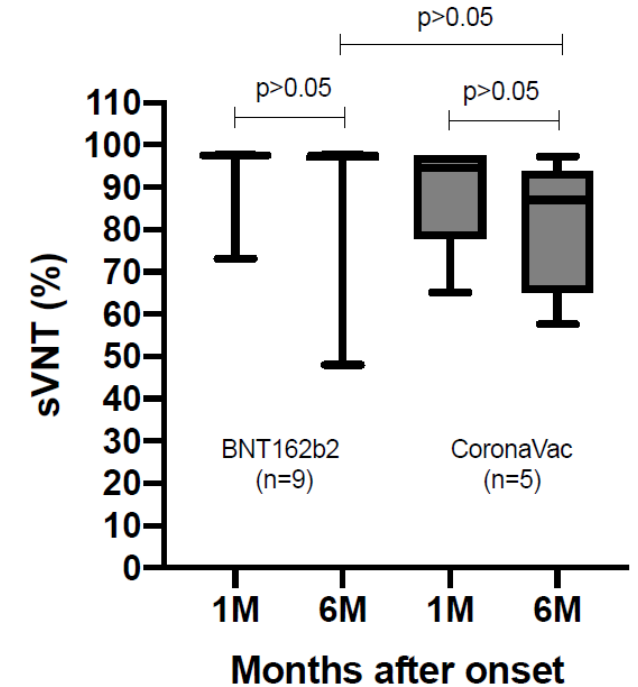 p>0.05
p>0.05
p>0.05
110
100
90
80
70
60
50
40
30
20
10
0
sVNT (%)
BNT162b2
(n=9)
CoronaVac
(n=5)
1M 6M 1M 6M
Months after onset